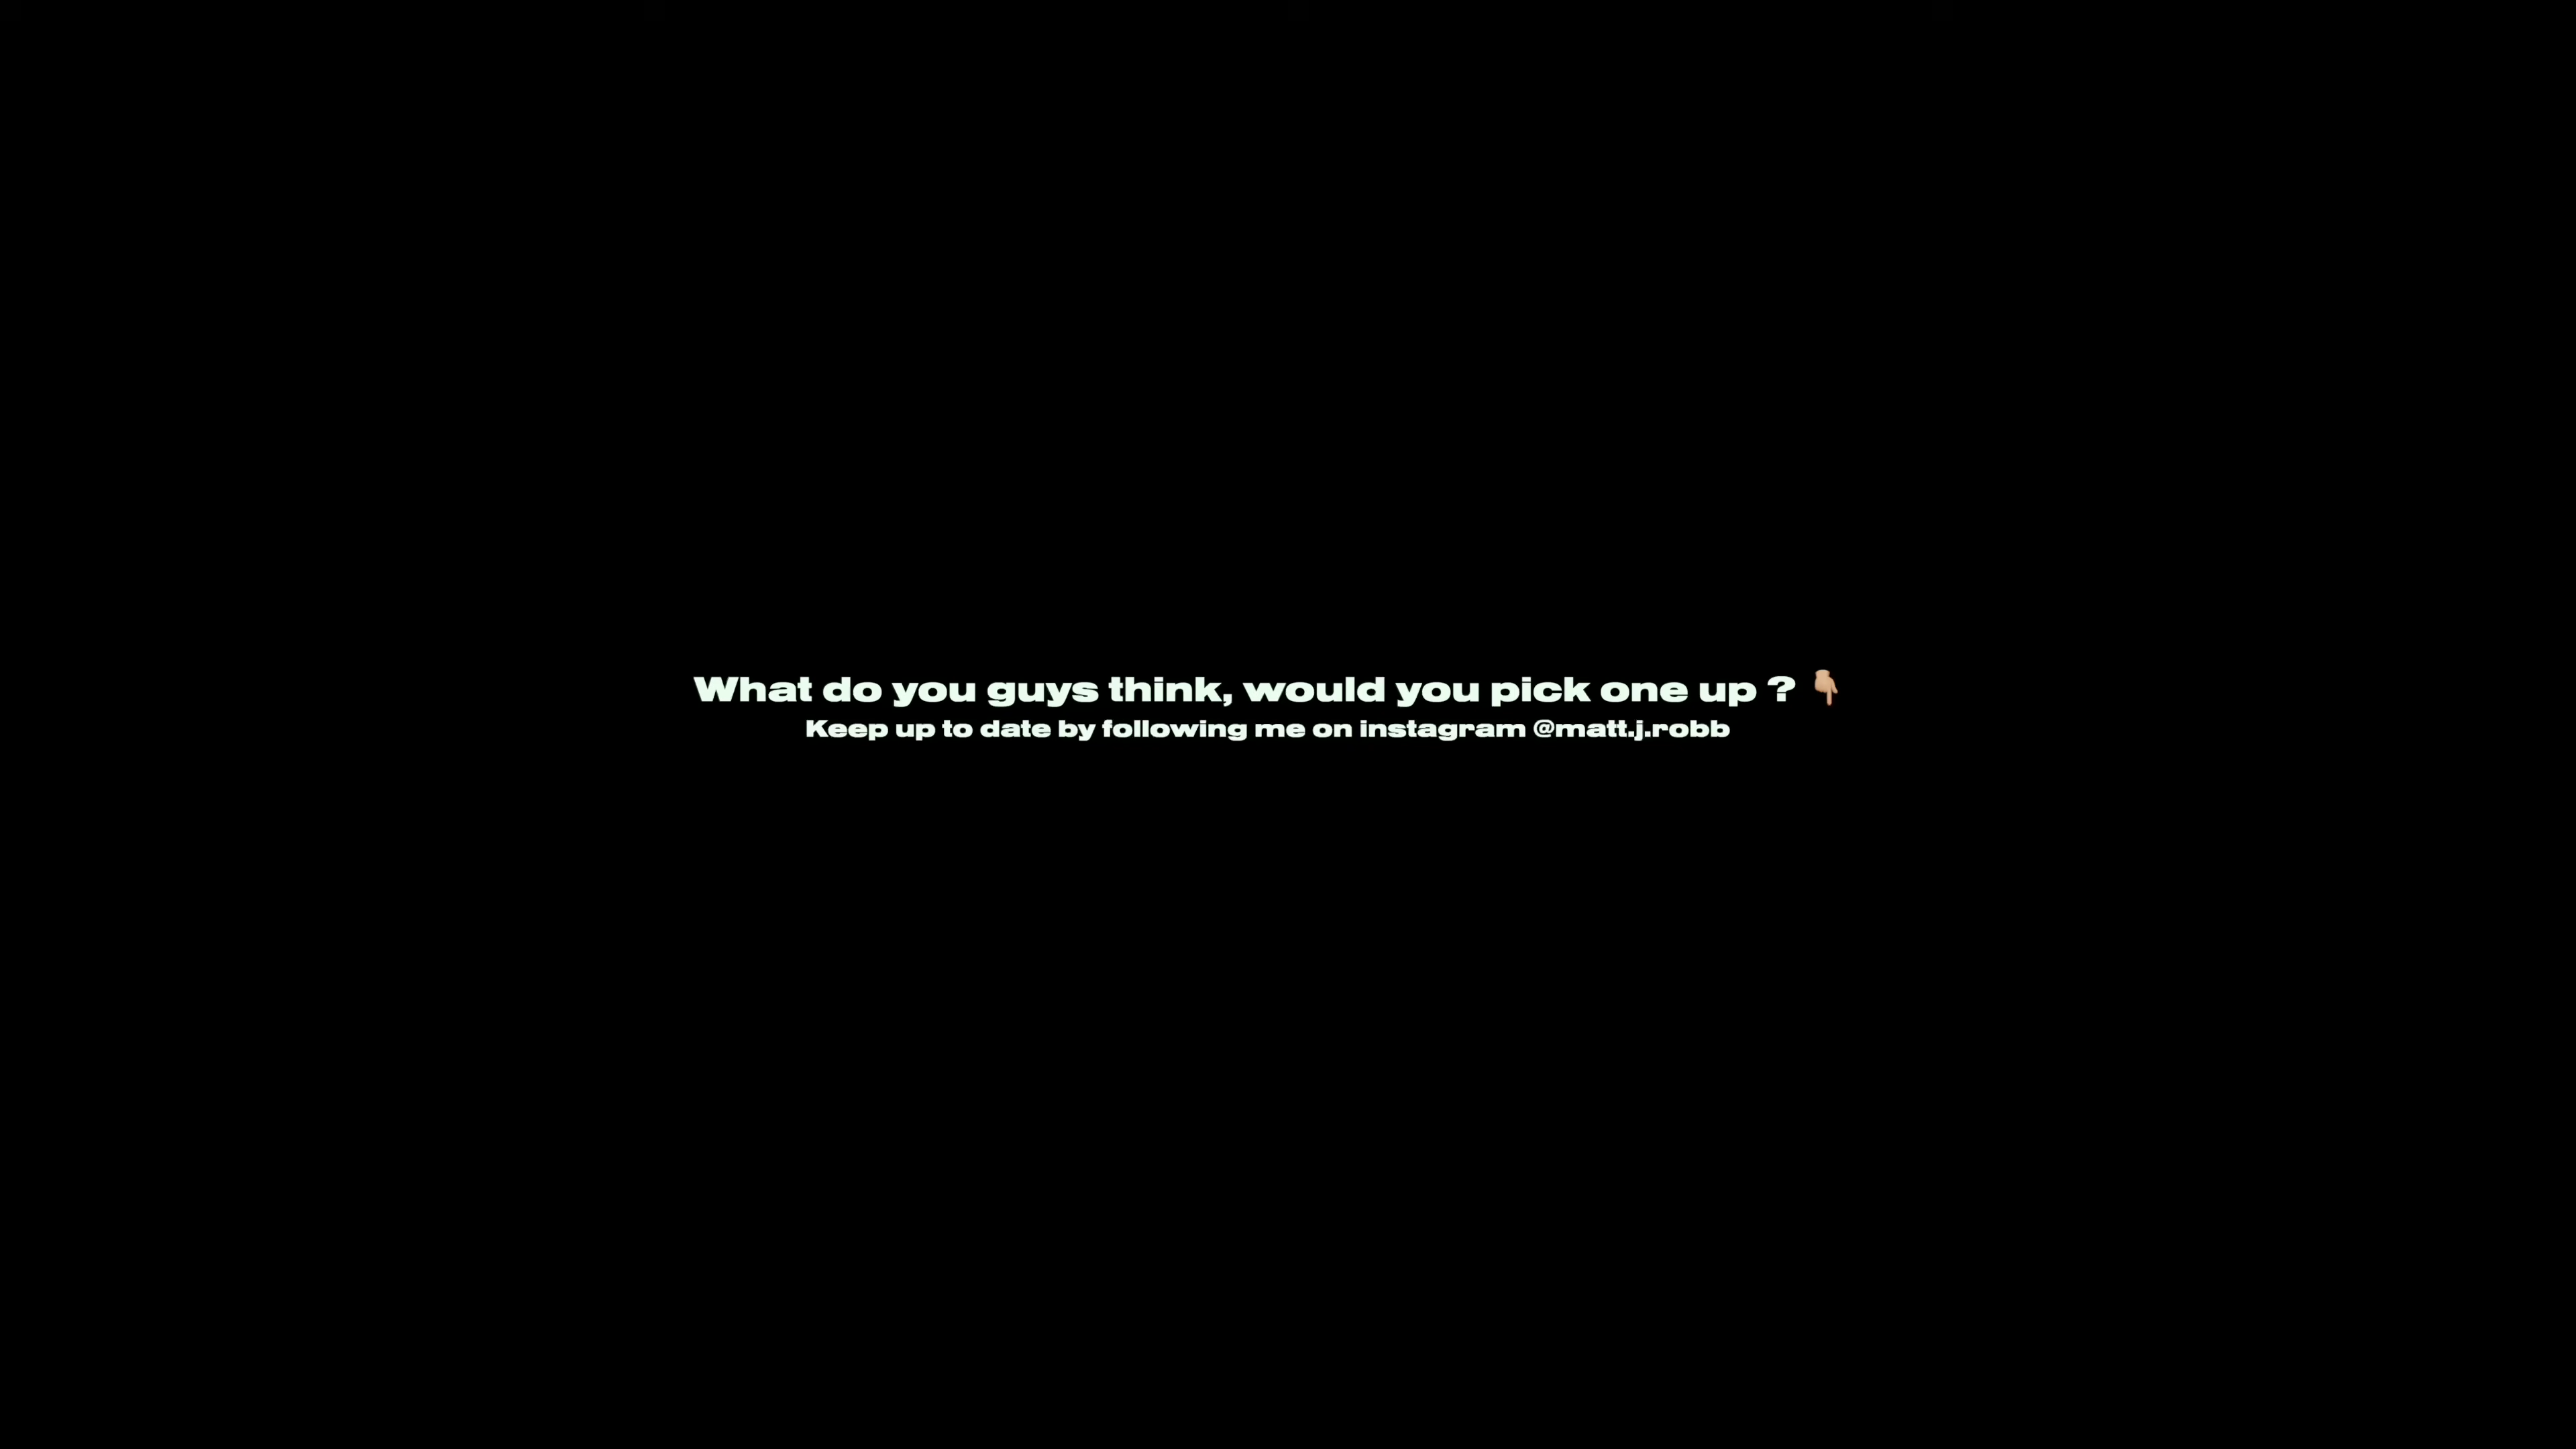 What do you guys think, would you pick one up ? 👇🏼
Keep up to date by following me on instagram @matt.j.robb